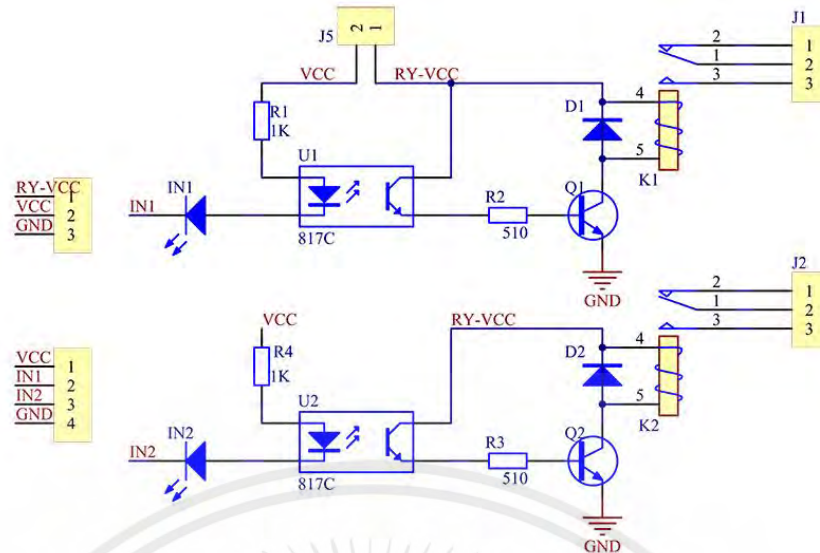 J5
2 1
VCC RY-VCC
J1
2 1
1 2
3 3
R1
1K
D1
4
5
K1
U1
RY-VCC 1
VCC 2
GND 3
IN1
IN1
R2
510
Q1
817C
GND
J2
2 1
1 2
3 3
VCC
RY-VCC
R4
1K
D2
4
5
K2
U2
VCC 1
IN1 2
IN2 3
GND 4
IN2
IN2
R3
510
Q2
817C
GND